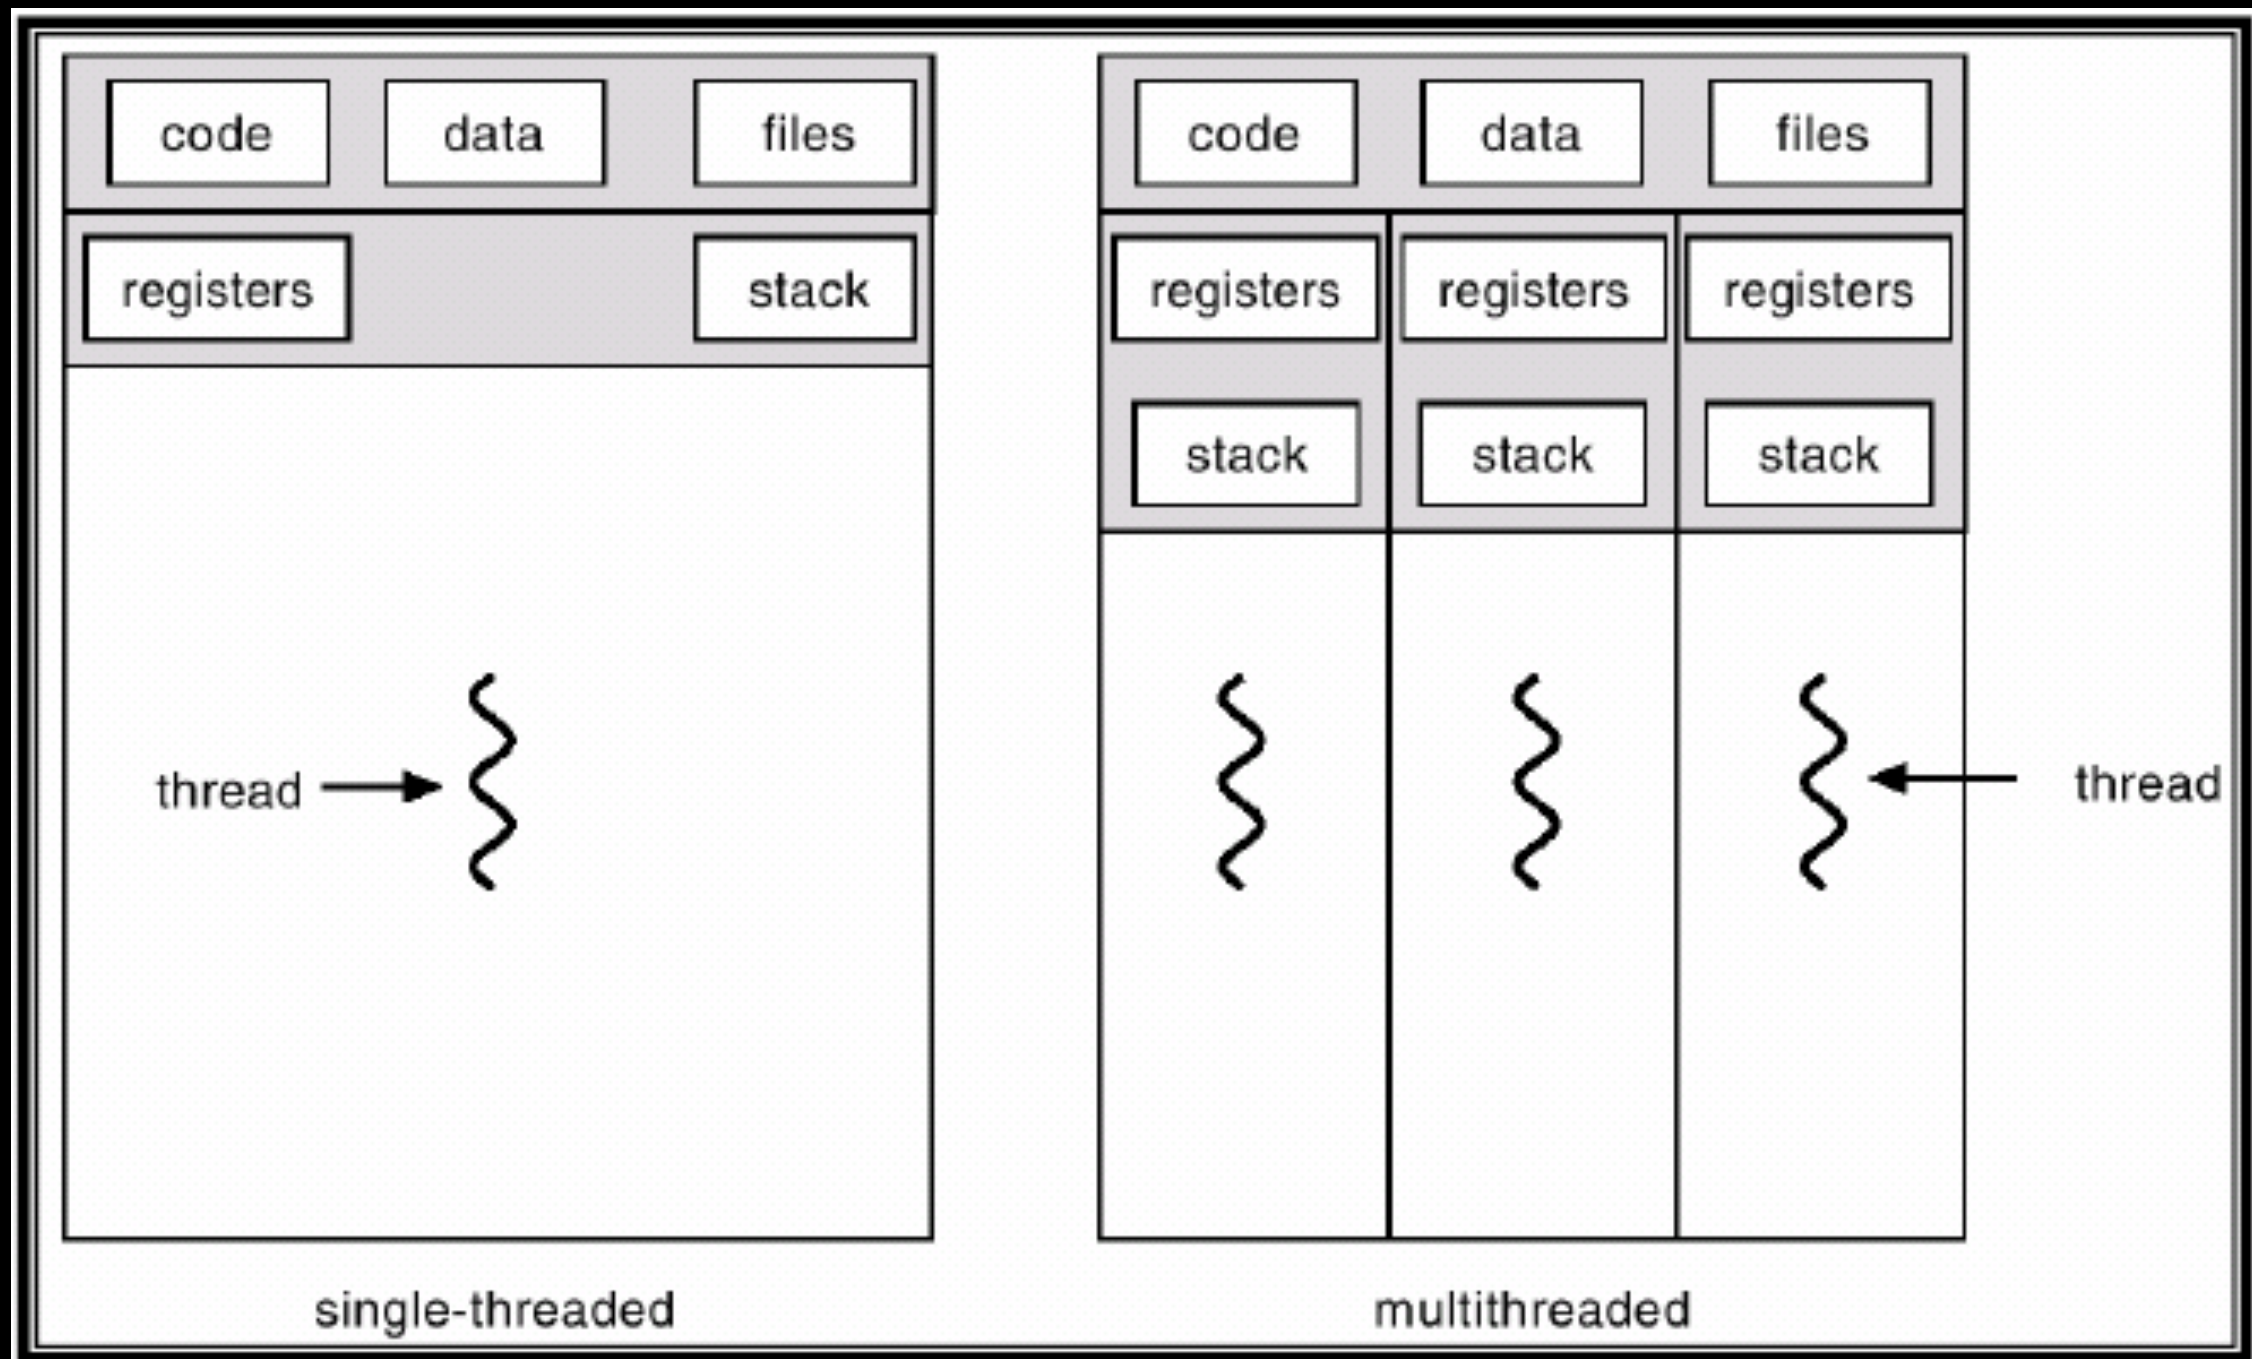 code data files
registers stack
thread
single-threaded
code data files
registers registers registers
stack stack stack
thread
multithreaded